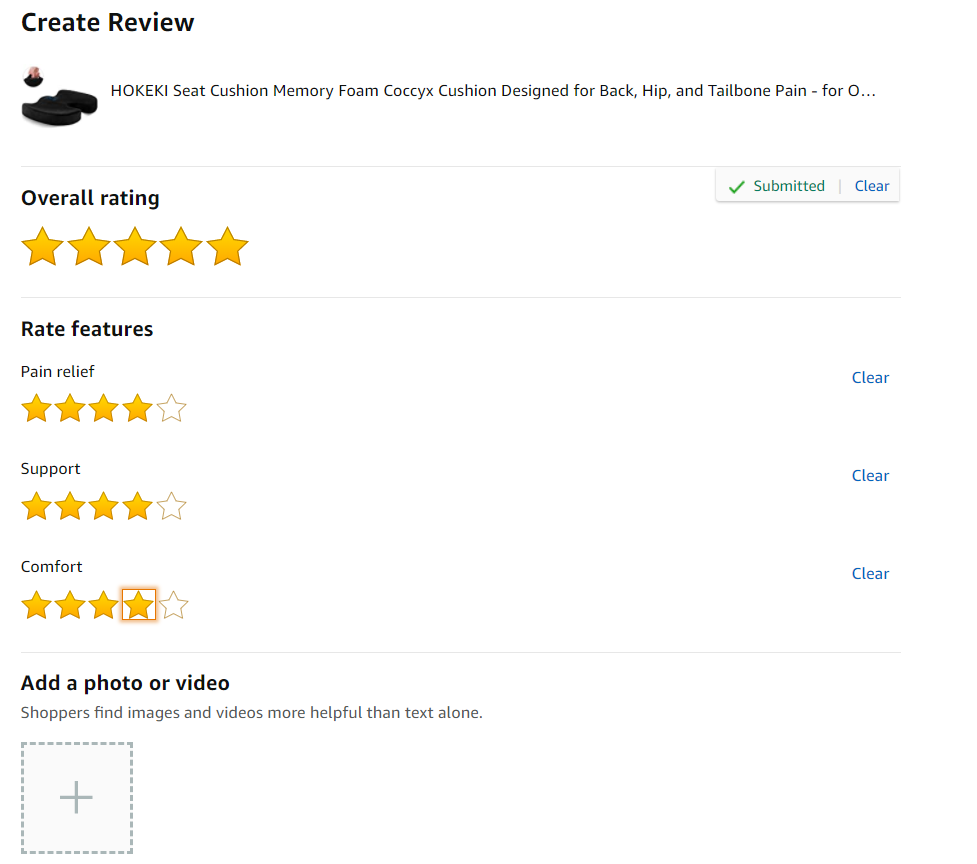 Create Review
HOKEKI Seat Cushion Memory Foam Coccyx Cushion Designed for Back, Hip, and Tailbone Pain - for O…
Submitted | Clear
Overall rating
Rate features
Pain relief
Clear
Support
Clear
Comfort
Clear
Add a photo or video
Shoppers find images and videos more helpful than text alone.